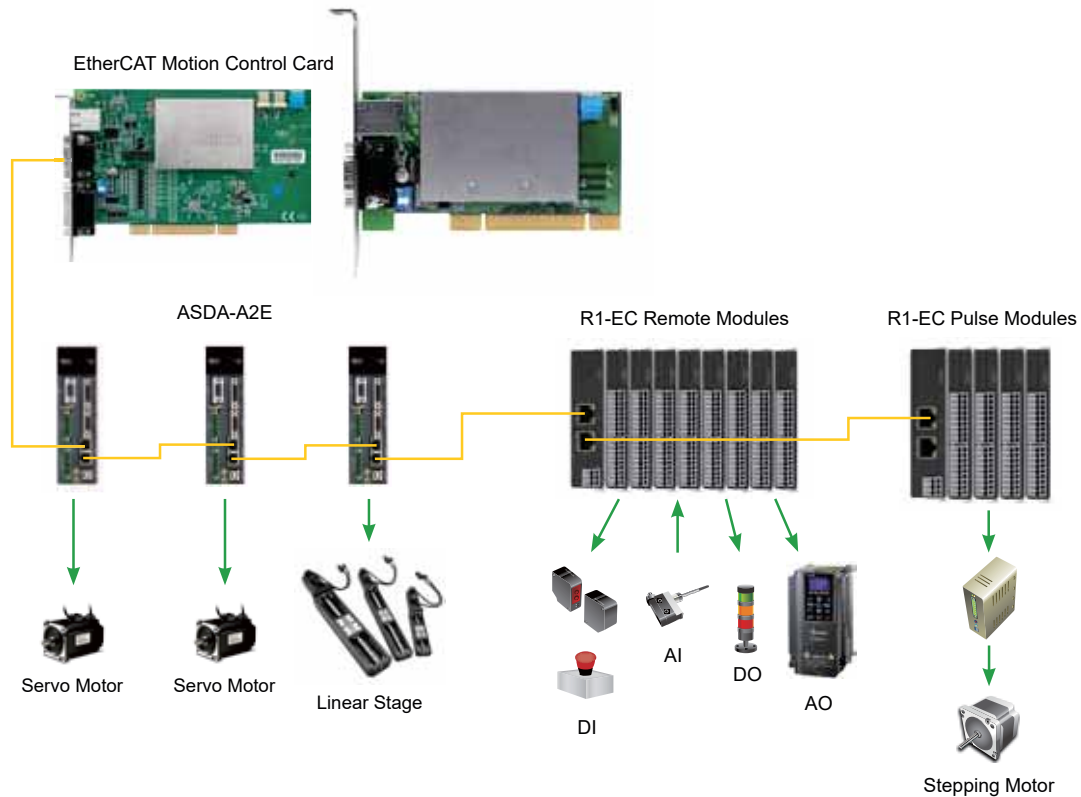 EtherCAT Motion Control Card
ASDA-A2E
R1-EC Remote Modules
R1-EC Pulse Modules
Servo Motor
Servo Motor
Linear Stage
DI
AI
DO
AO
Stepping Motor